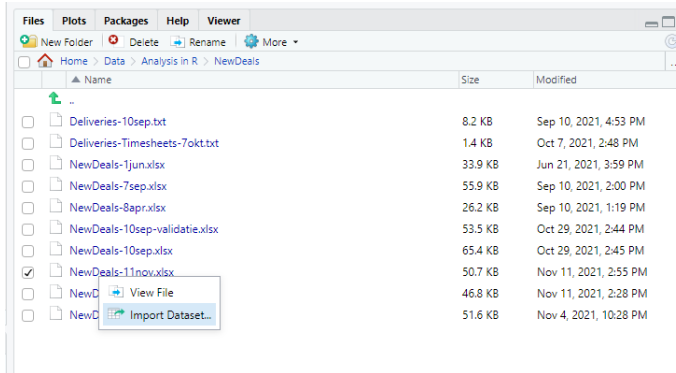 Files Plots Packages Help Viewer
New Folder Delete Rename More
Home > Data > Analysis in R > NewDeals
Name Size Modified
..
Deliveries-10sep.txt 8.2 KB Sep 10, 2021, 4:53 PM
Deliveries-Timesheets-7okt.txt 1.4 KB Oct 7, 2021, 2:48 PM
NewDeals-1jun.xlsx 33.9 KB Jun 21, 2021, 3:59 PM
NewDeals-7sep.xlsx 55.9 KB Sep 10, 2021, 2:00 PM
NewDeals-8apr.xlsx 26.2 KB Sep 10, 2021, 1:19 PM
NewDeals-10sep-validatie.xlsx 53.5 KB Oct 29, 2021, 2:44 PM
NewDeals-10sep.xlsx 65.4 KB Oct 29, 2021, 2:45 PM
NewDeals-11nov.xlsx 50.7 KB Nov 11, 2021, 2:55 PM
NewD View File 46.8 KB Nov 11, 2021, 2:28 PM
NewD Import Dataset... 51.6 KB Nov 4, 2021, 10:28 PM